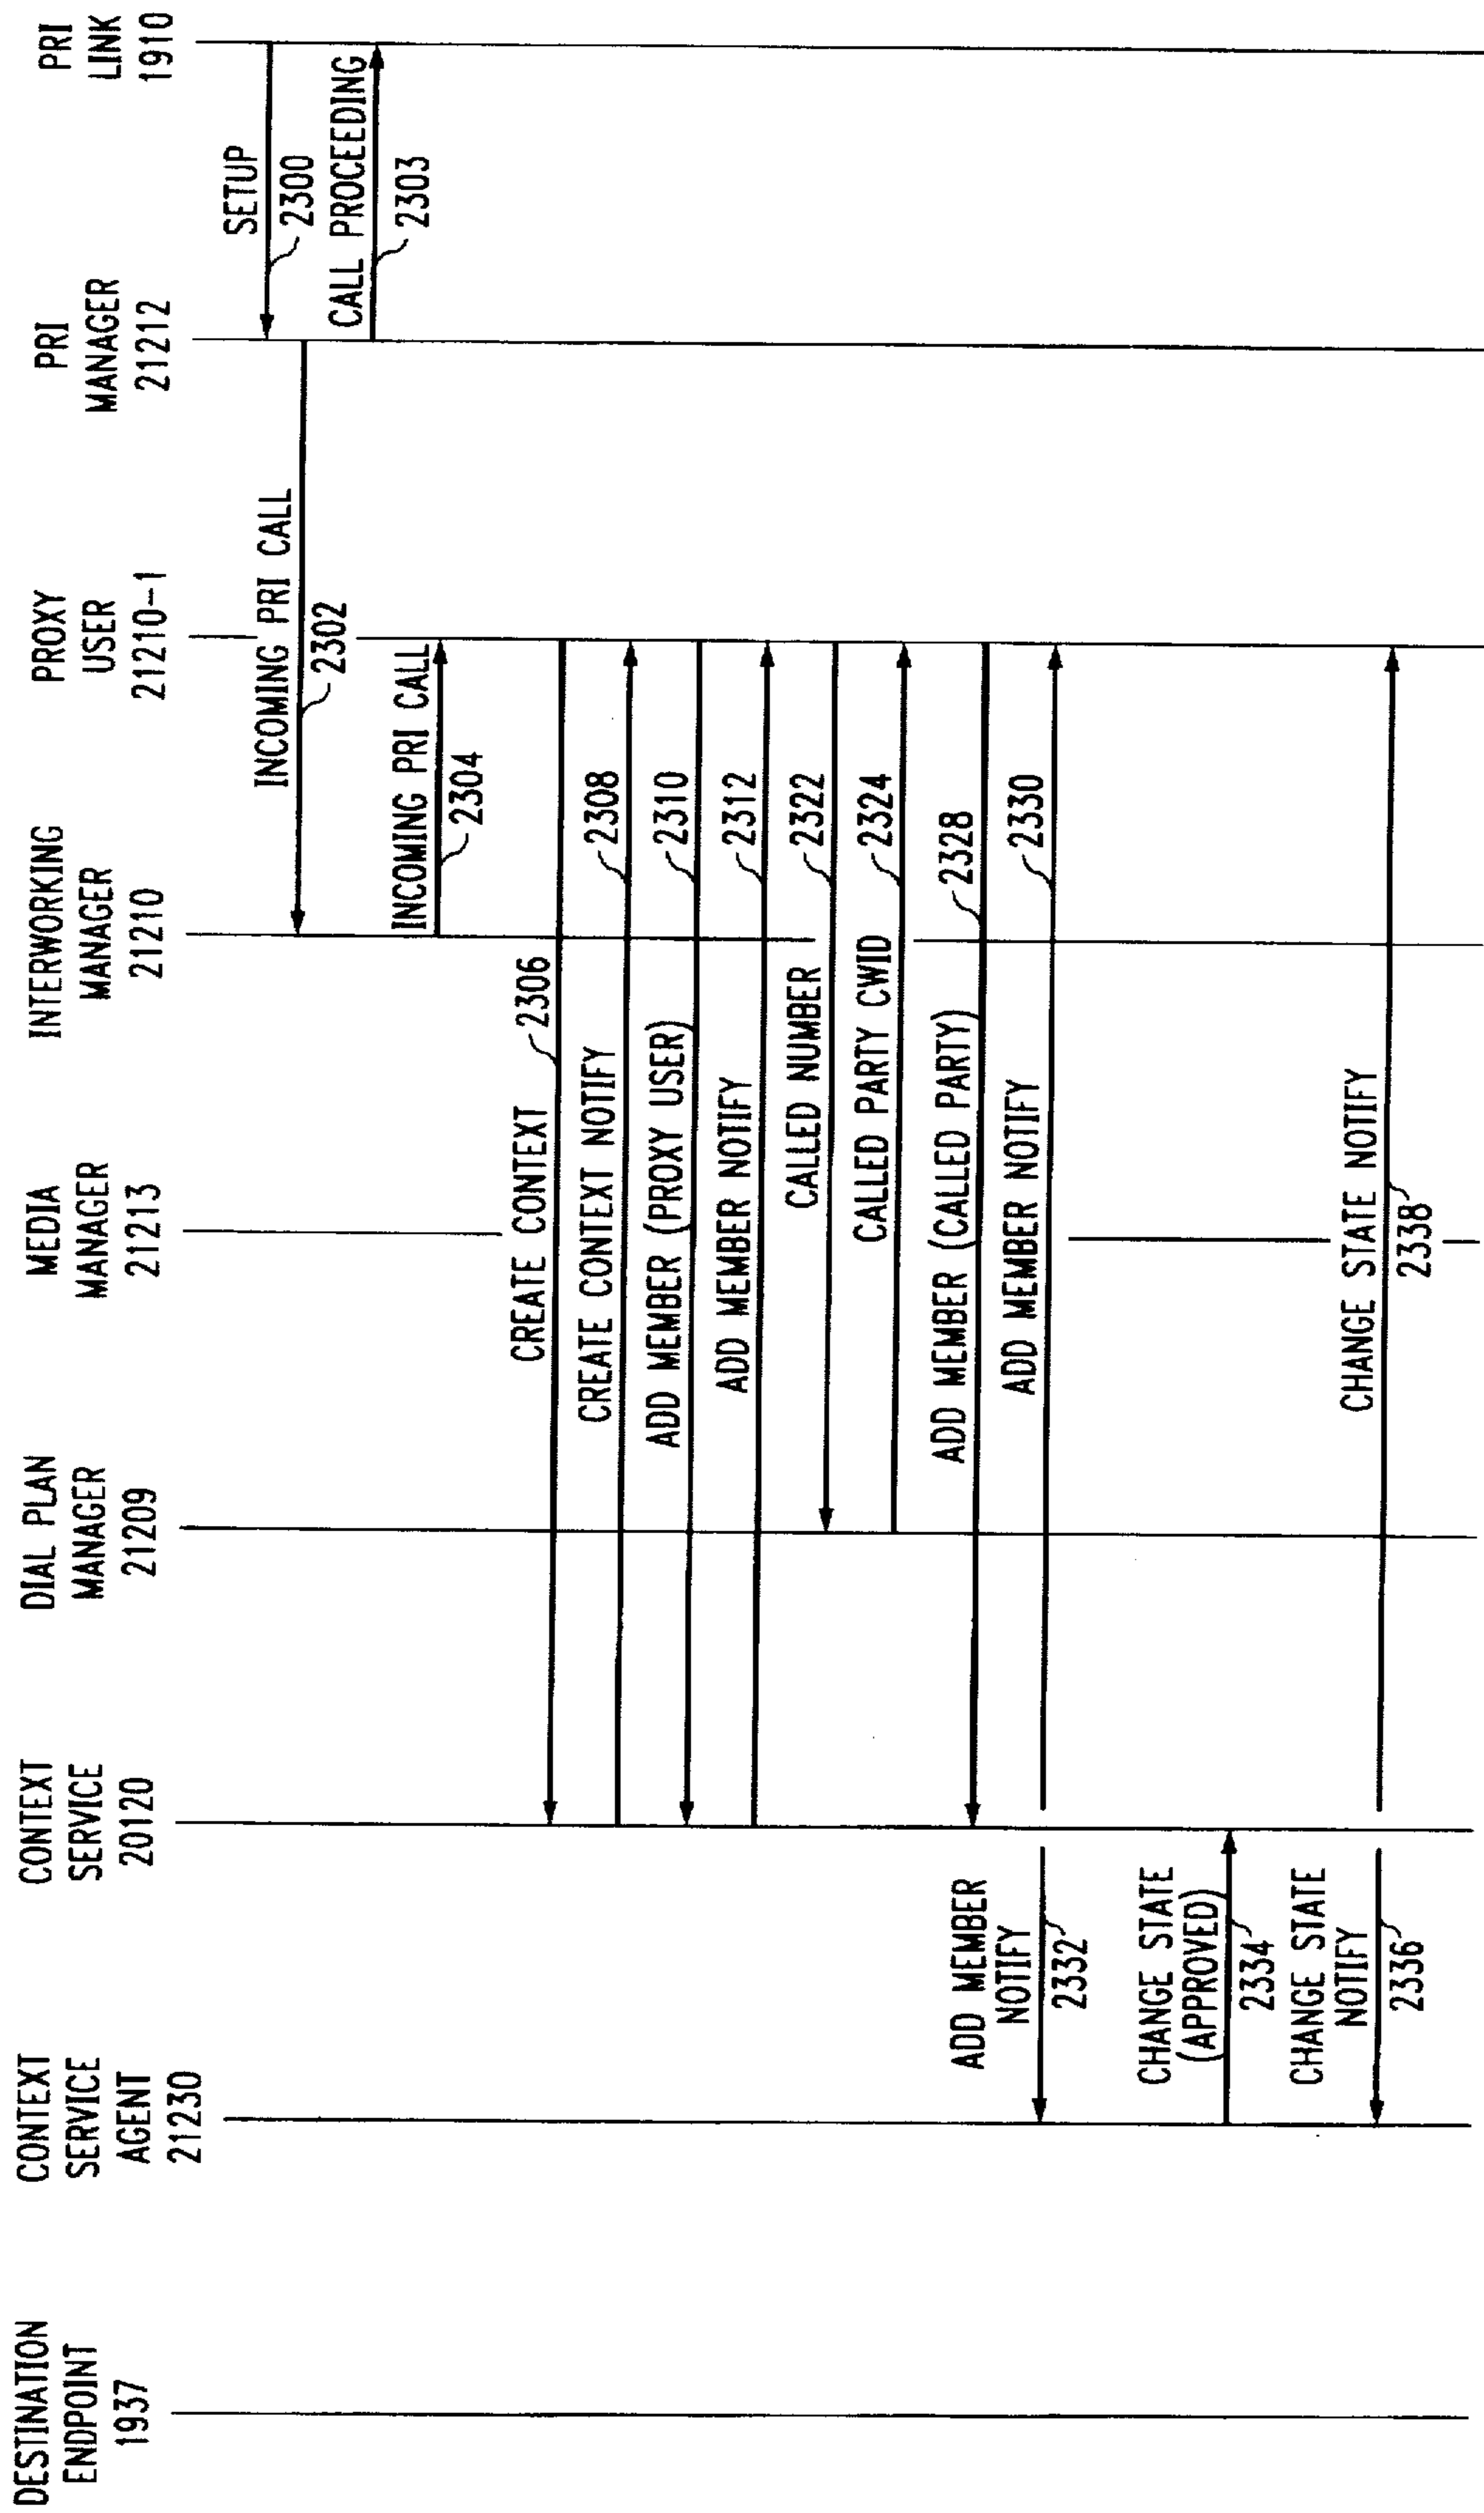 DESTINATION
ENDPOINT
1937
CONTEXT
SERVICE
AGENT
21230
CONTEXT
SERVICE
20120
DIAL PLAN
MANAGER
21209
MEDIA
MANAGER
21213
INTERWORKING
MANAGER
21210
PROXY
USER
21210-1
PRI
MANAGER
21212
PRI
LINK
1910
SETUP
2300
INCOMING PRI CALL
2302
CALL PROCEEDING
2303
INCOMING PRI CALL
2304
CREATE CONTEXT
2306
CREATE CONTEXT NOTIFY
2308
ADD MEMBER (PROXY USER)
2310
ADD MEMBER NOTIFY
2312
CALLED NUMBER
2322
CALLED PARTY CWID
2324
ADD MEMBER (CALLED PARTY)
2328
ADD MEMBER NOTIFY
2330
ADD MEMBER
NOTIFY
2332
CHANGE STATE
(APPROVED)
2334
CHANGE STATE
NOTIFY
2336
CHANGE STATE NOTIFY
2338